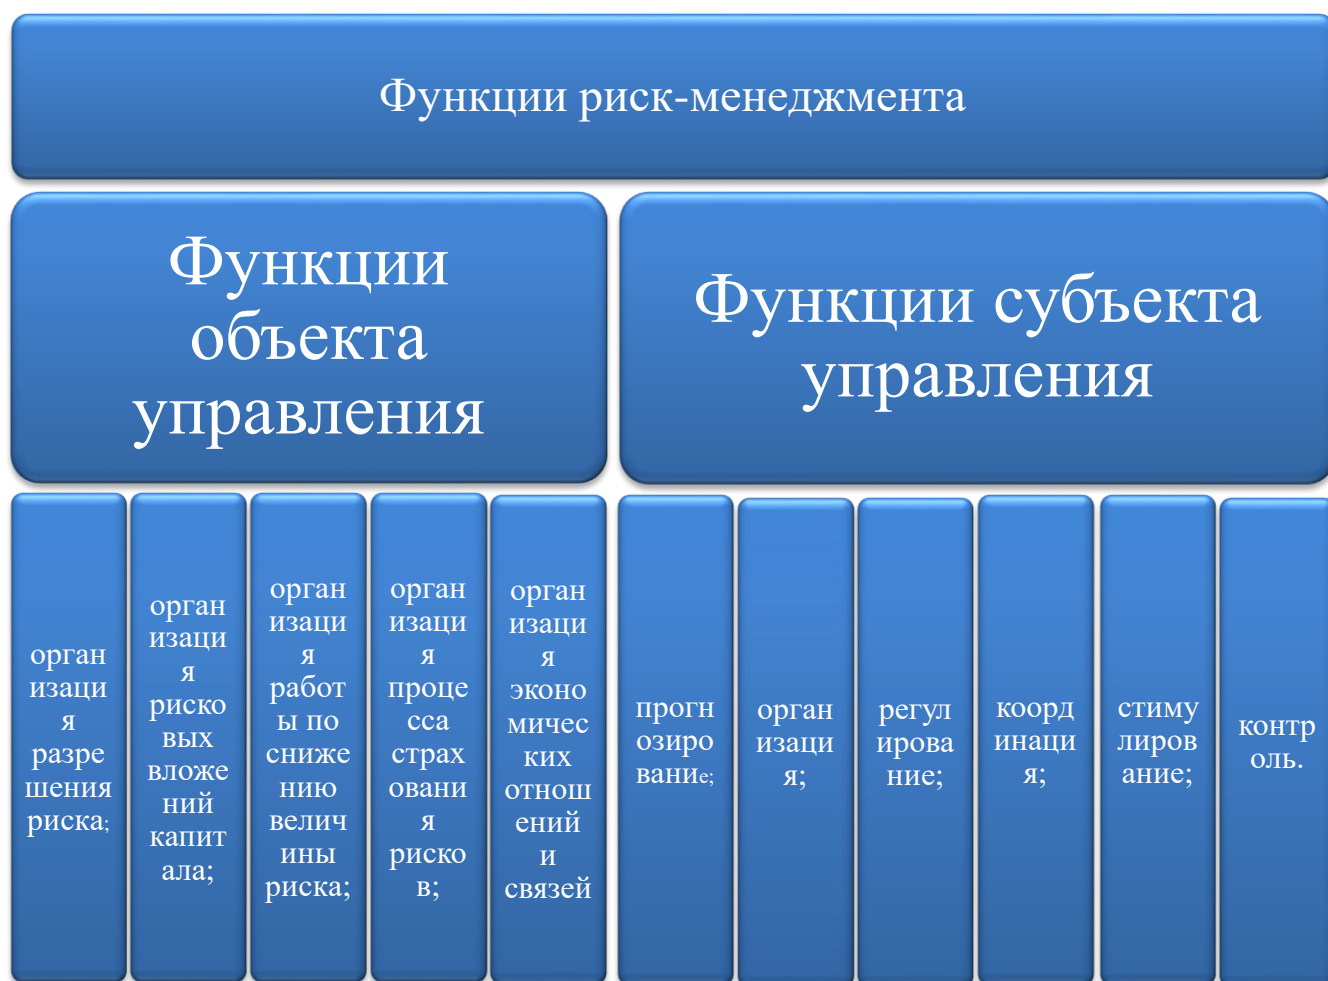 Функции риск-менеджмента
Функции
объекта
управления
Функции субъекта
управления
орган
изаци
я
разре
шения
риска;
орган
изаци
я
риско
вых
вложе
ний
капит
ала;
орган
изаци
я
работ
ы по
сниже
нию
велич
ины
риска;
орган
изаци
я
проце
сса
страх
овани
я
риско
в;
орган
изаци
я
эконо
мичес
ких
отнош
ений
и
связей
прогн
озиро
вание;
орган
изаци
я;
регул
ирова
ние;
коорд
инаци
я;
стиму
лиров
ание;
контр
оль.